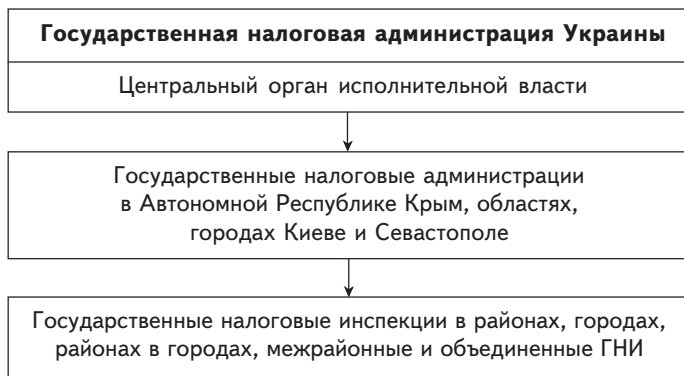 Государственная налоговая администрация Украины
Центральный орган исполнительной власти
Государственные налоговые администрации
в Автономной Республике Крым, областях,
городах Киеве и Севастополе
Государственные налоговые инспекции в районах, городах,
районах в городах, межрайонные и объединенные ГНИ